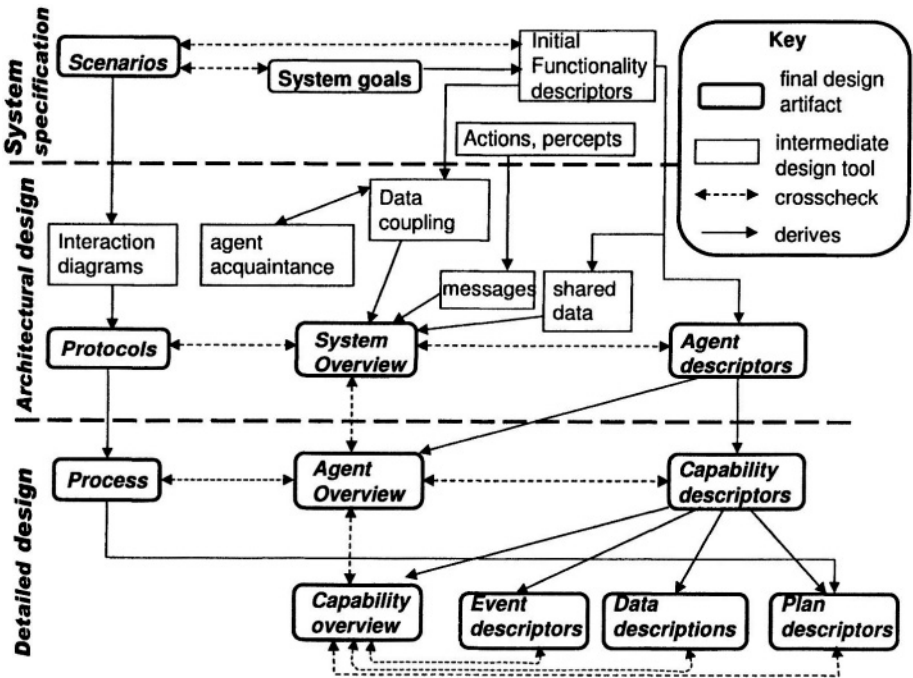 System
specification
Scenarios
System goals
Initial
Functionality
descriptors
Actions, percepts
Key
final design
artifact
intermediate
design tool
crosscheck
derives
Architectural design
Interaction
diagrams
agent
acquaintance
Data
coupling
messages
shared
data
Protocols
System
Overview
Agent
descriptors
Detailed design
Process
Agent
Overview
Capability
descriptors
Capability
overview
Event
descriptors
Data
descriptions
Plan
descriptors